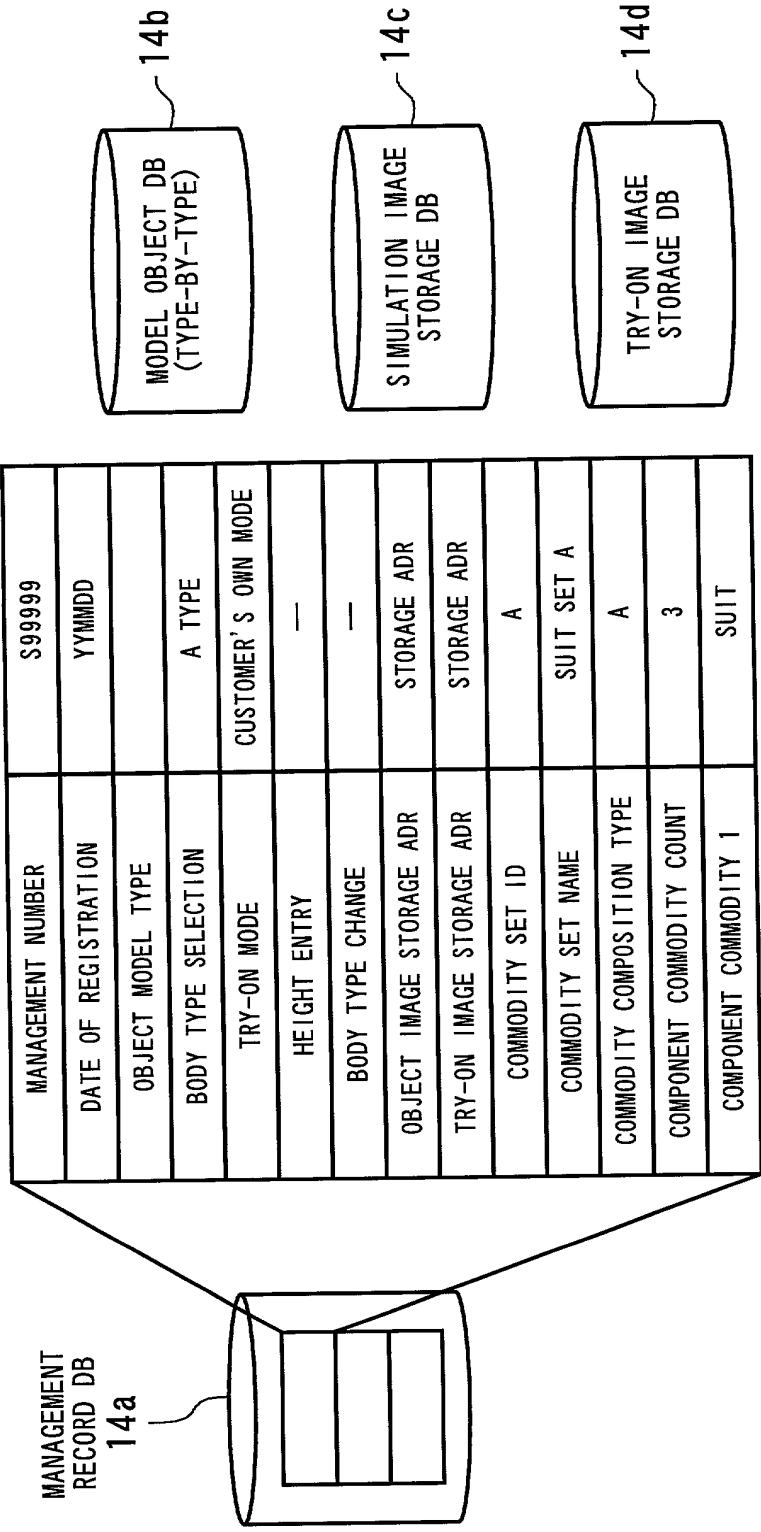 MANAGEMENT
RECORD DB
14a
MANAGEMENT NUMBER S99999
DATE OF REGISTRATION YYMMDD
OBJECT MODEL TYPE
BODY TYPE SELECTION A TYPE
TRY-ON MODE CUSTOMER'S OWN MODE
HEIGHT ENTRY —
BODY TYPE CHANGE —
OBJECT IMAGE STORAGE ADR STORAGE ADR
TRY-ON IMAGE STORAGE ADR STORAGE ADR
COMMODITY SET ID A
COMMODITY SET NAME SUIT SET A
COMMODITY COMPOSITION TYPE A
COMPONENT COMMODITY COUNT 3
COMPONENT COMMODITY 1 SUIT
MODEL OBJECT DB
(TYPE-BY-TYPE)
14b
SIMULATION IMAGE
STORAGE DB
14c
TRY-ON IMAGE
STORAGE DB
14d